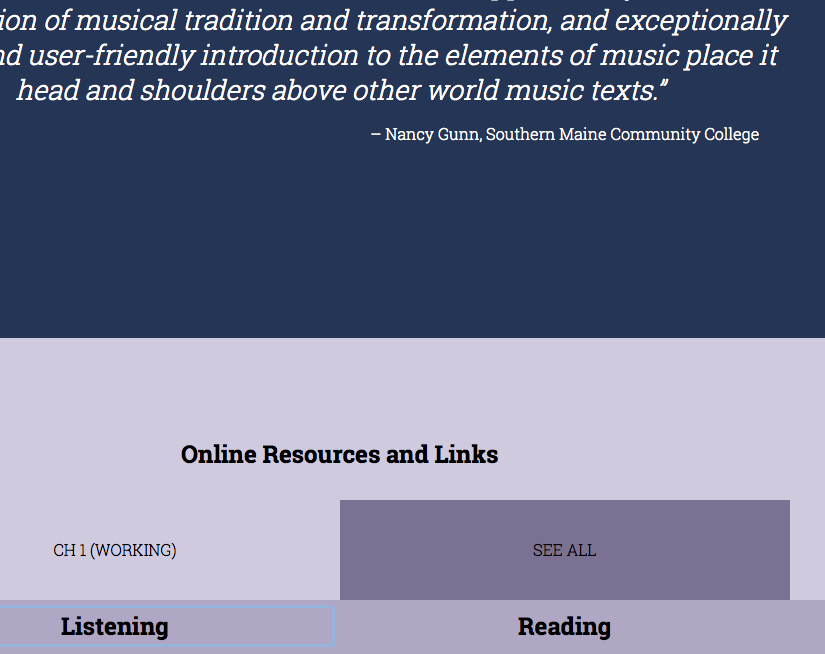 ion of musical tradition and transformation, and exceptionally
nd user-friendly introduction to the elements of music place it
head and shoulders above other world music texts.”
– Nancy Gunn, Southern Maine Community College
Online Resources and Links
CH 1 (WORKING)
SEE ALL
Listening
Reading